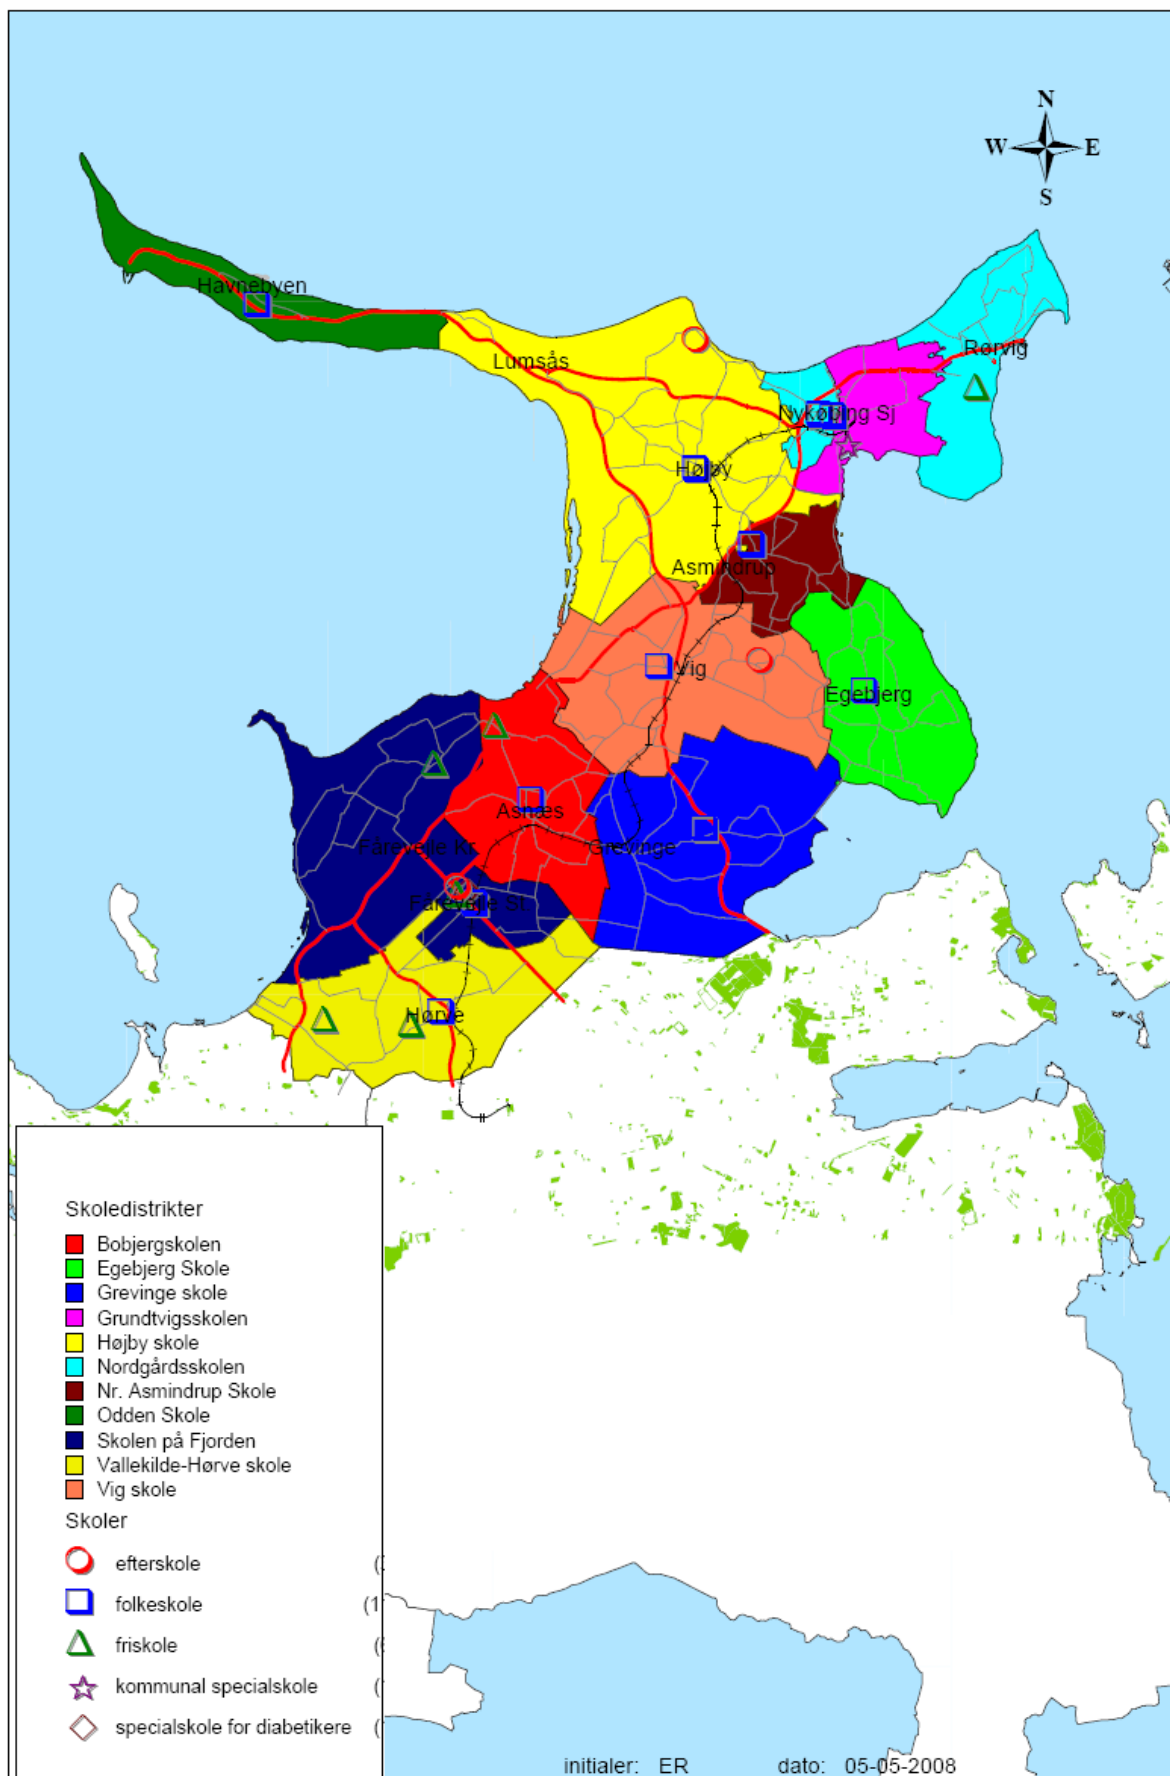 N
W E
S
Havnebyen
Rørvig
Lumsås
Nykøbing Sj
Højby
Asmindrup
Vig
Egebjerg
Asnæs
Fårevejle Kr.
Grevinge
Fårevejle St.
Hørve
Skoledistrikter
Bobjergskolen
Egebjerg Skole
Grevinge skole
Grundtvigsskolen
Højby skole
Nordgårdsskolen
Nr. Asmindrup Skole
Odden Skole
Skolen på Fjorden
Vallekilde-Hørve skole
Vig skole
Skoler
efterskole
folkeskole (1
friskole
kommunal specialskole (
specialskole for diabetikere (
initialer: ER dato: 05-05-2008